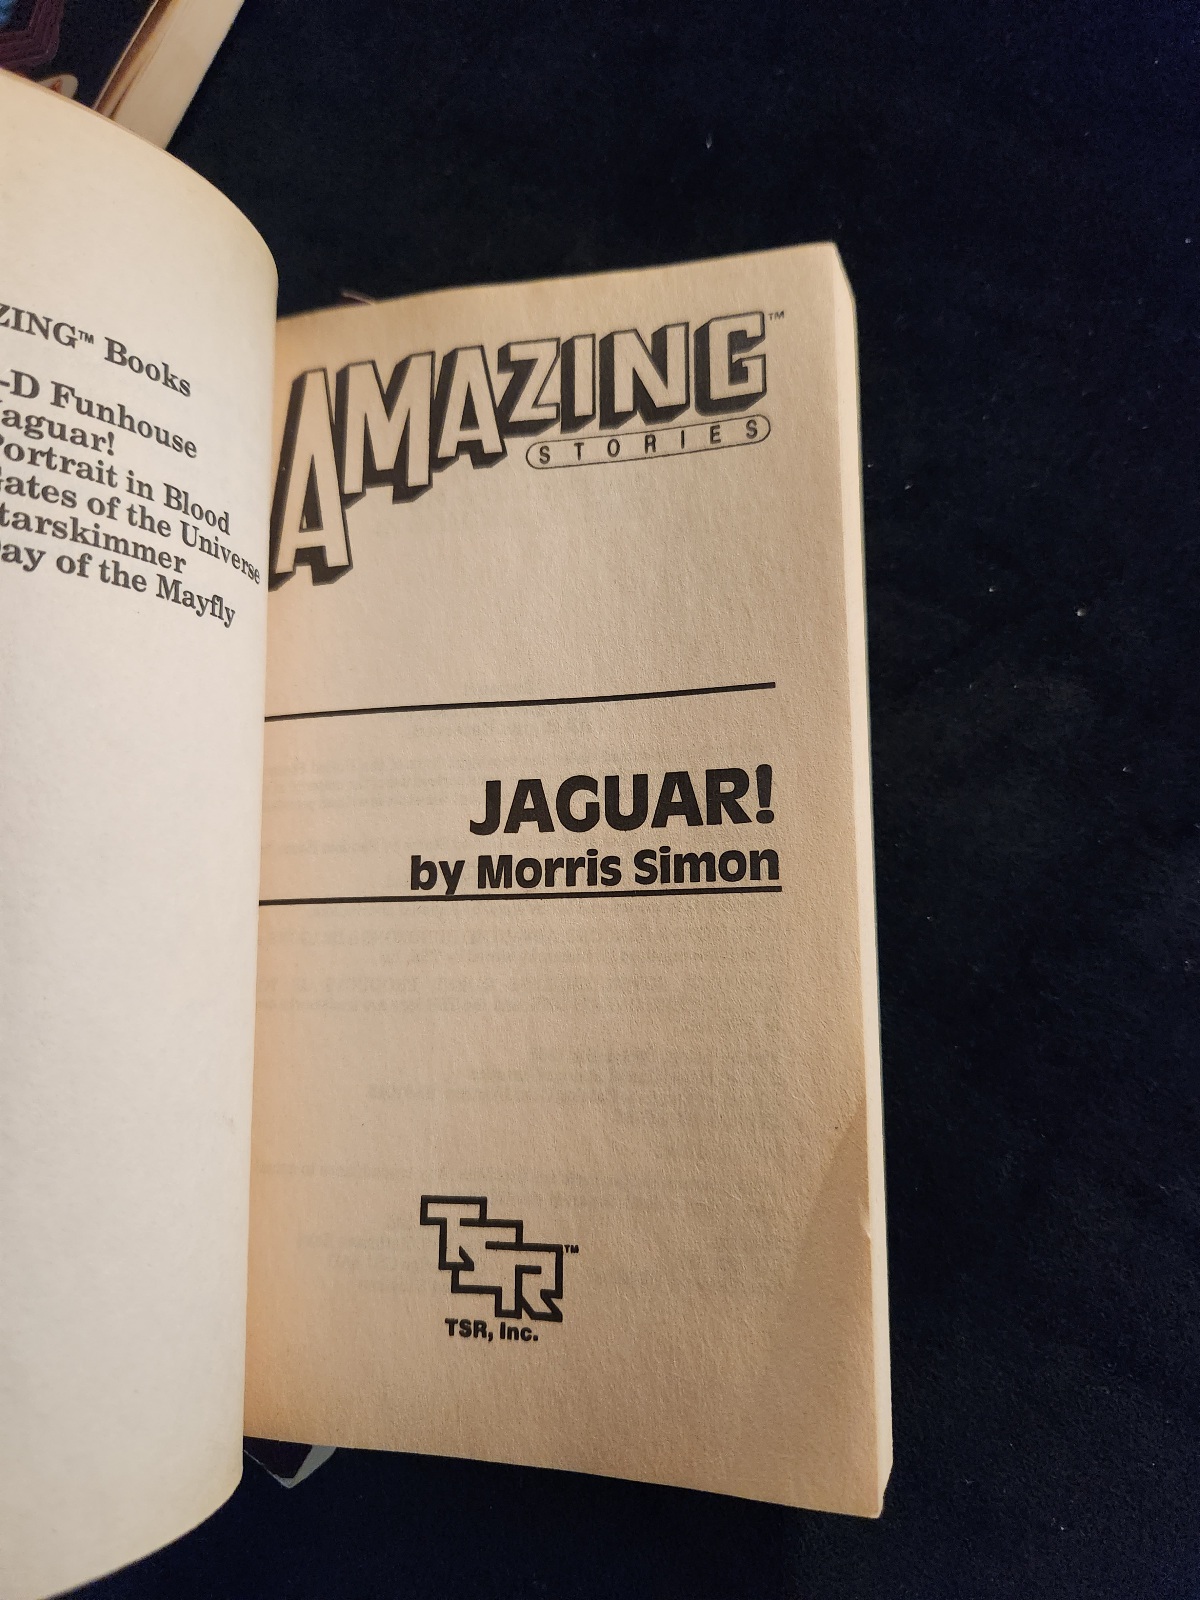 ZING™ Books
-D Funhouse
aguar!
Portrait in Blood
Gates of the Universe
tarskimmer
ay of the Mayfly
AMAZING™
STORIES
JAGUAR!
by Morris Simon
TSR™
TSR, Inc.